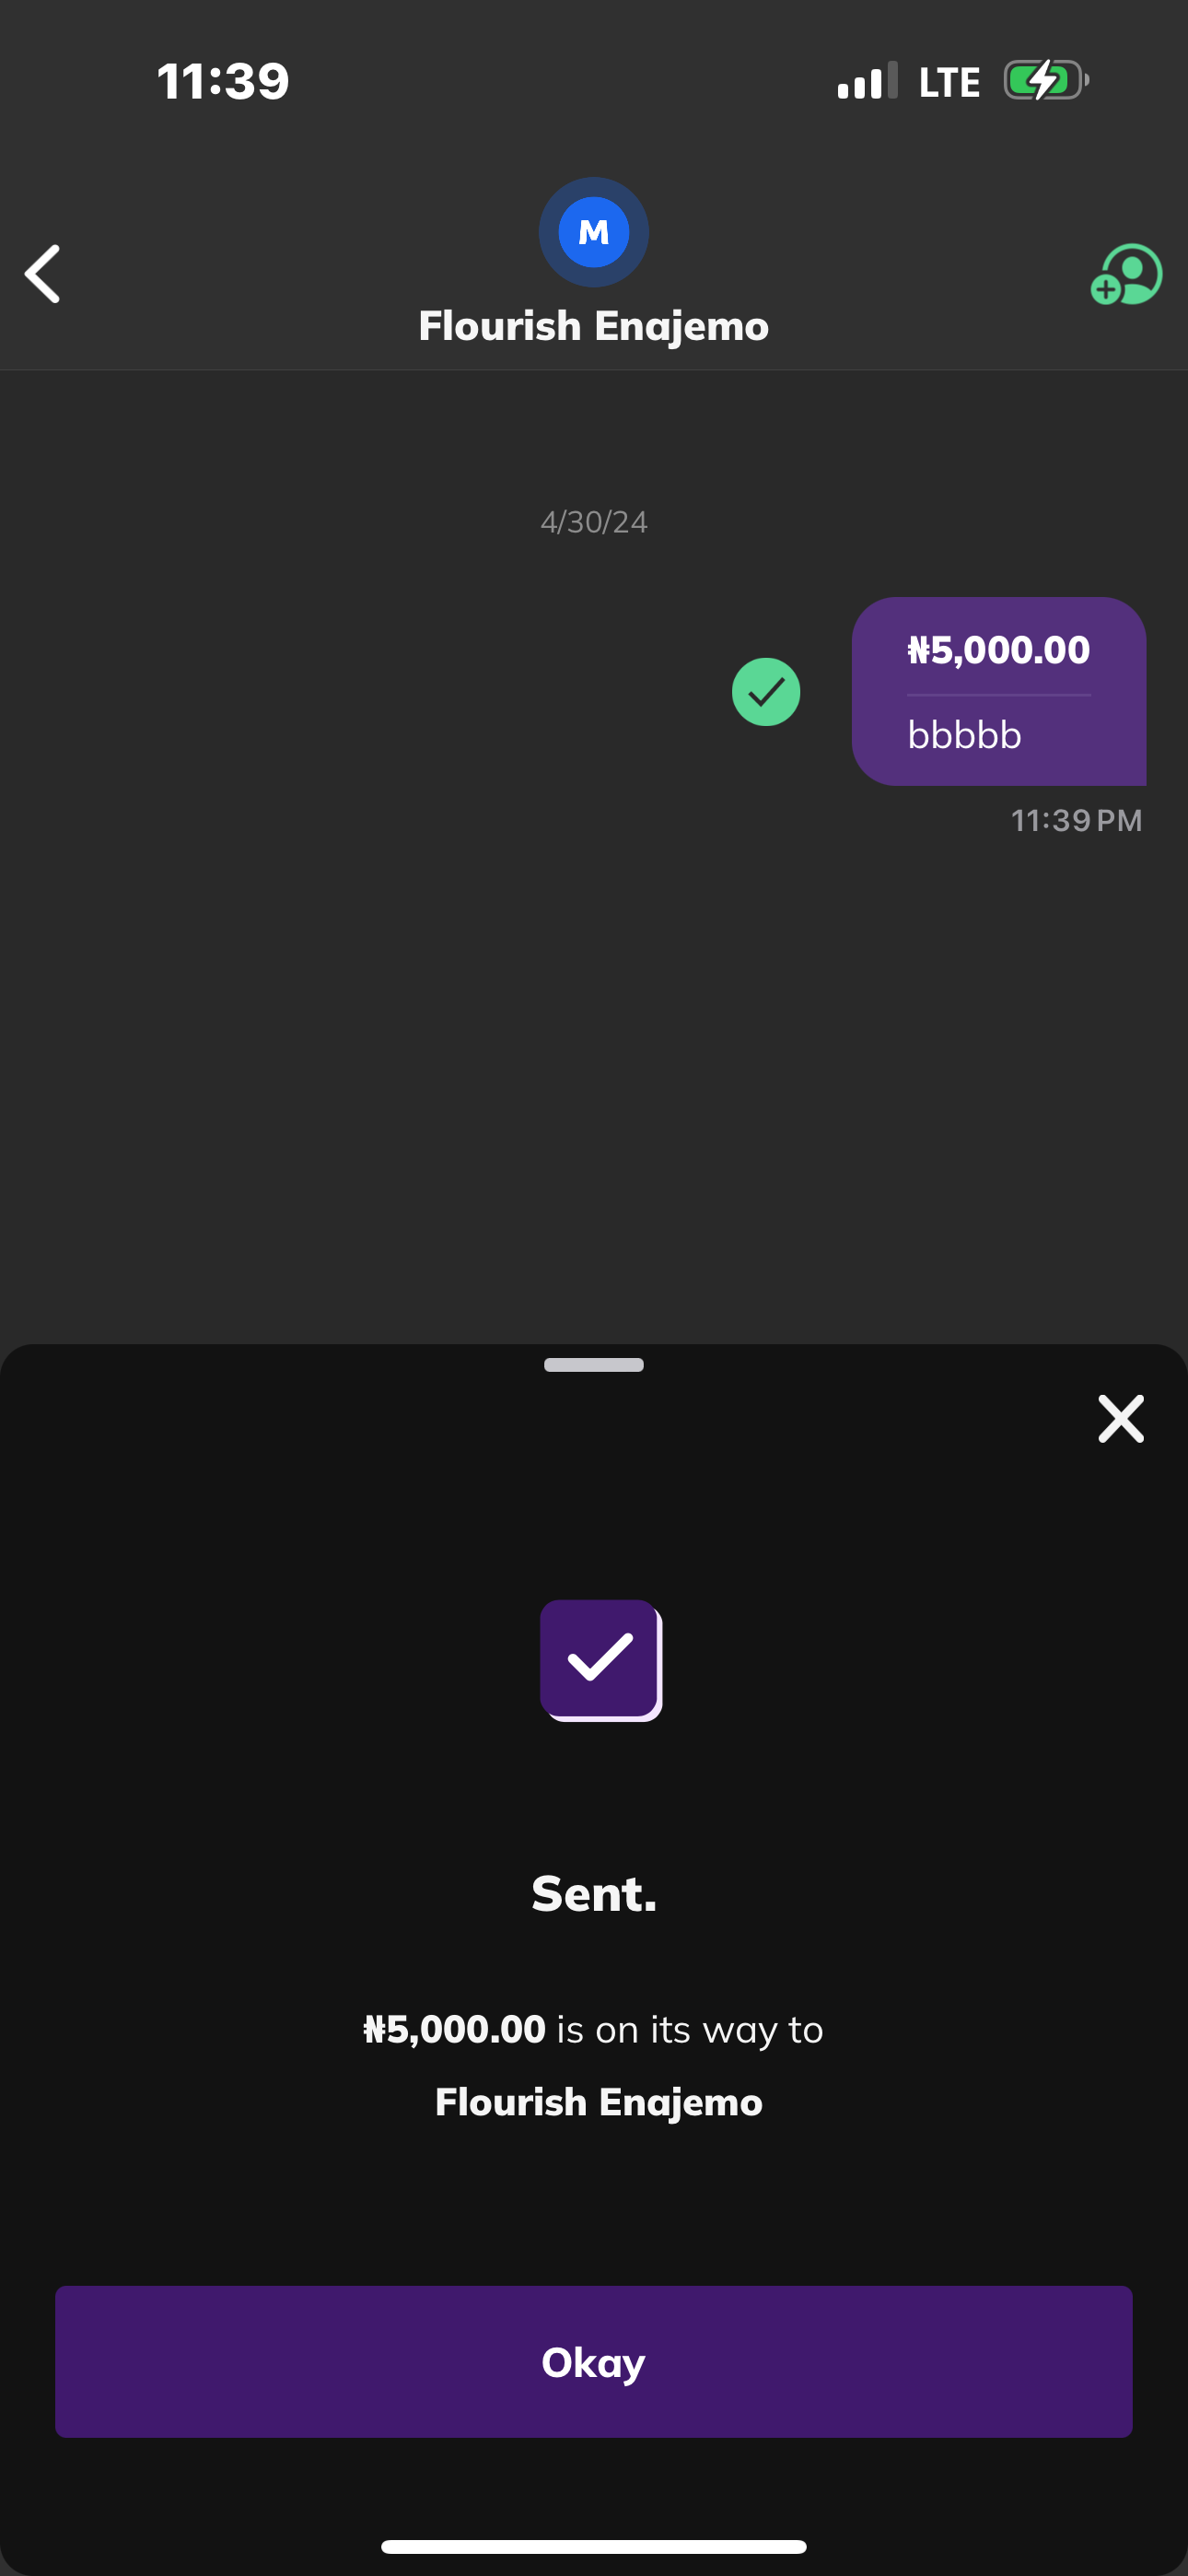 11:39 LTE
M
Flourish Enajemo
4/30/24
₦5,000.00
bbbbb
11:39 PM
Sent.
₦5,000.00 is on its way to
Flourish Enajemo
Okay